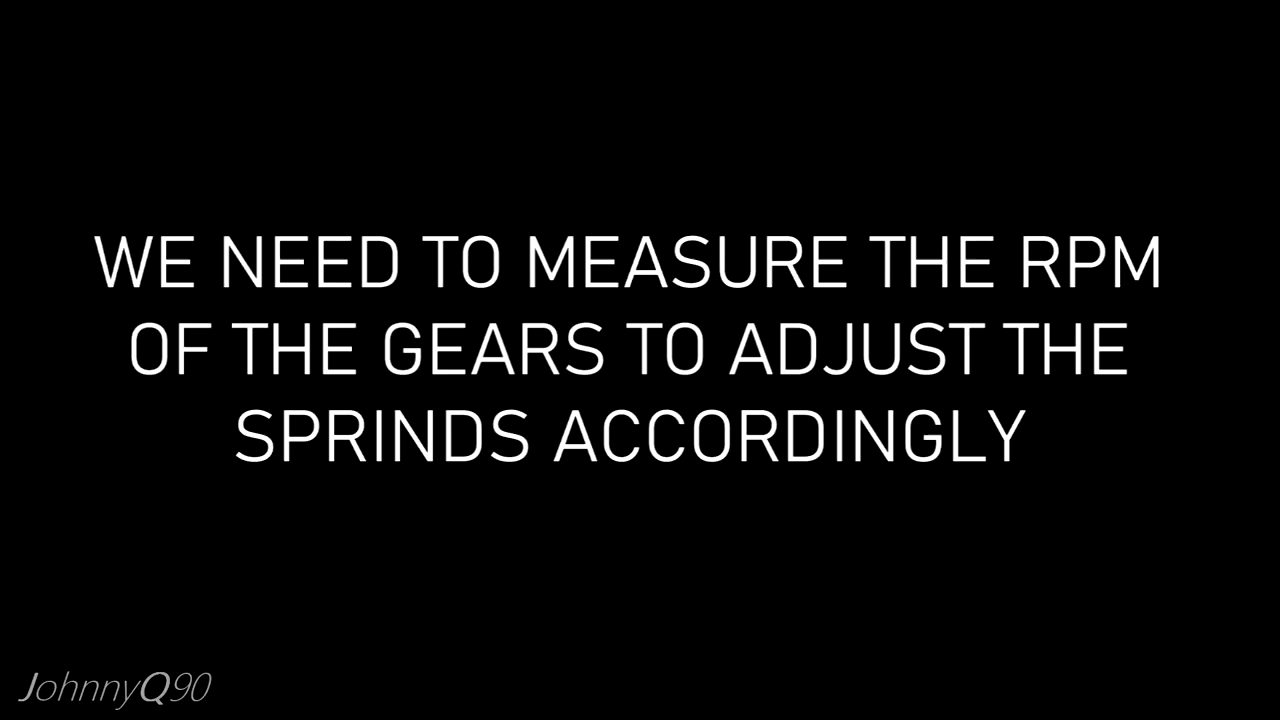 WE NEED TO MEASURE THE RPM
OF THE GEARS TO ADJUST THE
SPRINDS ACCORDINGLY
JohnnyQ90